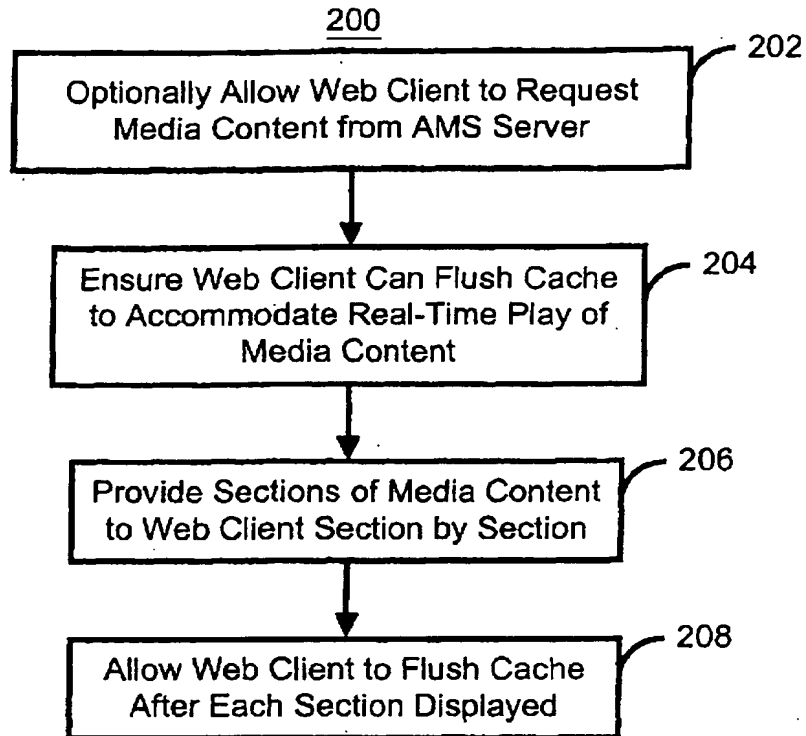 200
202
Optionally Allow Web Client to Request
Media Content from AMS Server
204
Ensure Web Client Can Flush Cache
to Accommodate Real-Time Play of
Media Content
206
Provide Sections of Media Content
to Web Client Section by Section
208
Allow Web Client to Flush Cache
After Each Section Displayed